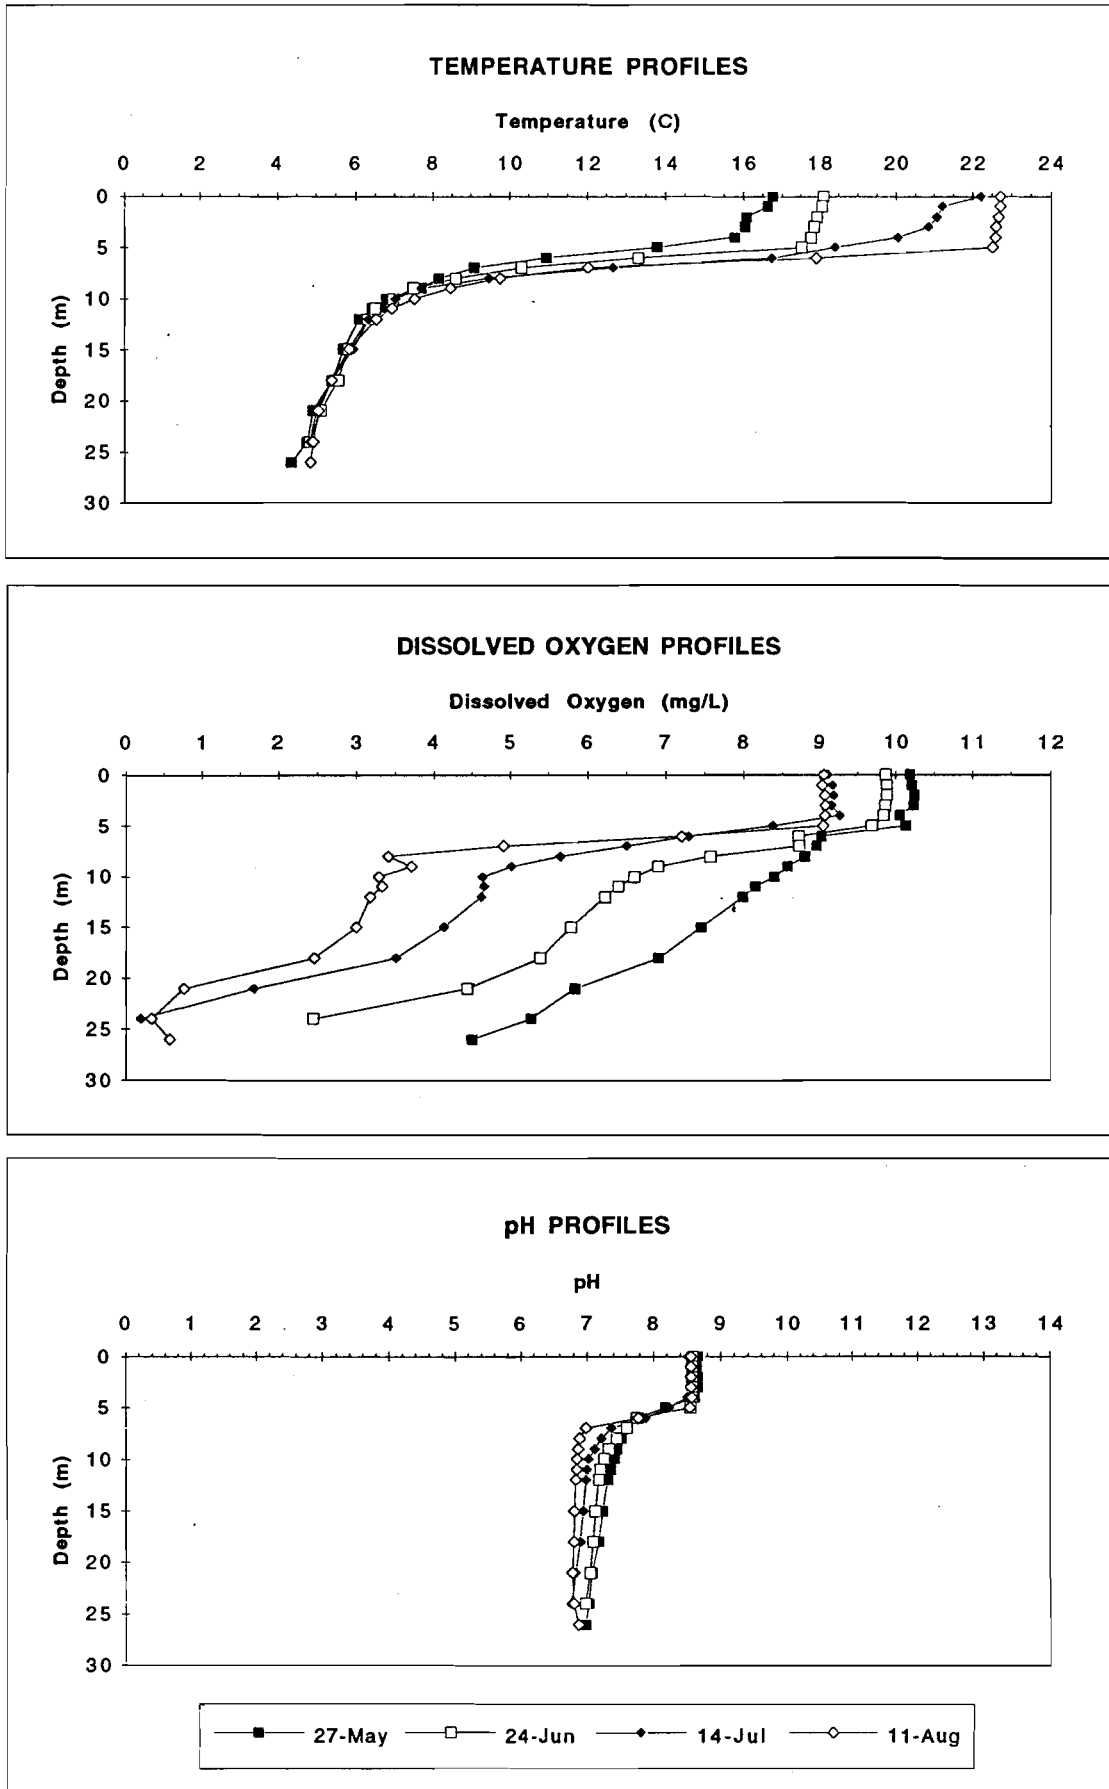 TEMPERATURE PROFILES
Temperature (C)
0 2 4 6 8 10 12 14 16 18 20 22 24
0
5
10
15
20
25
30
Depth (m)
DISSOLVED OXYGEN PROFILES
Dissolved Oxygen (mg/L)
0 1 2 3 4 5 6 7 8 9 10 11 12
0
5
10
15
20
25
30
Depth (m)
pH PROFILES
pH
0 1 2 3 4 5 6 7 8 9 10 11 12 13 14
0
5
10
15
20
25
30
Depth (m)
27-May 24-Jun 14-Jul 11-Aug